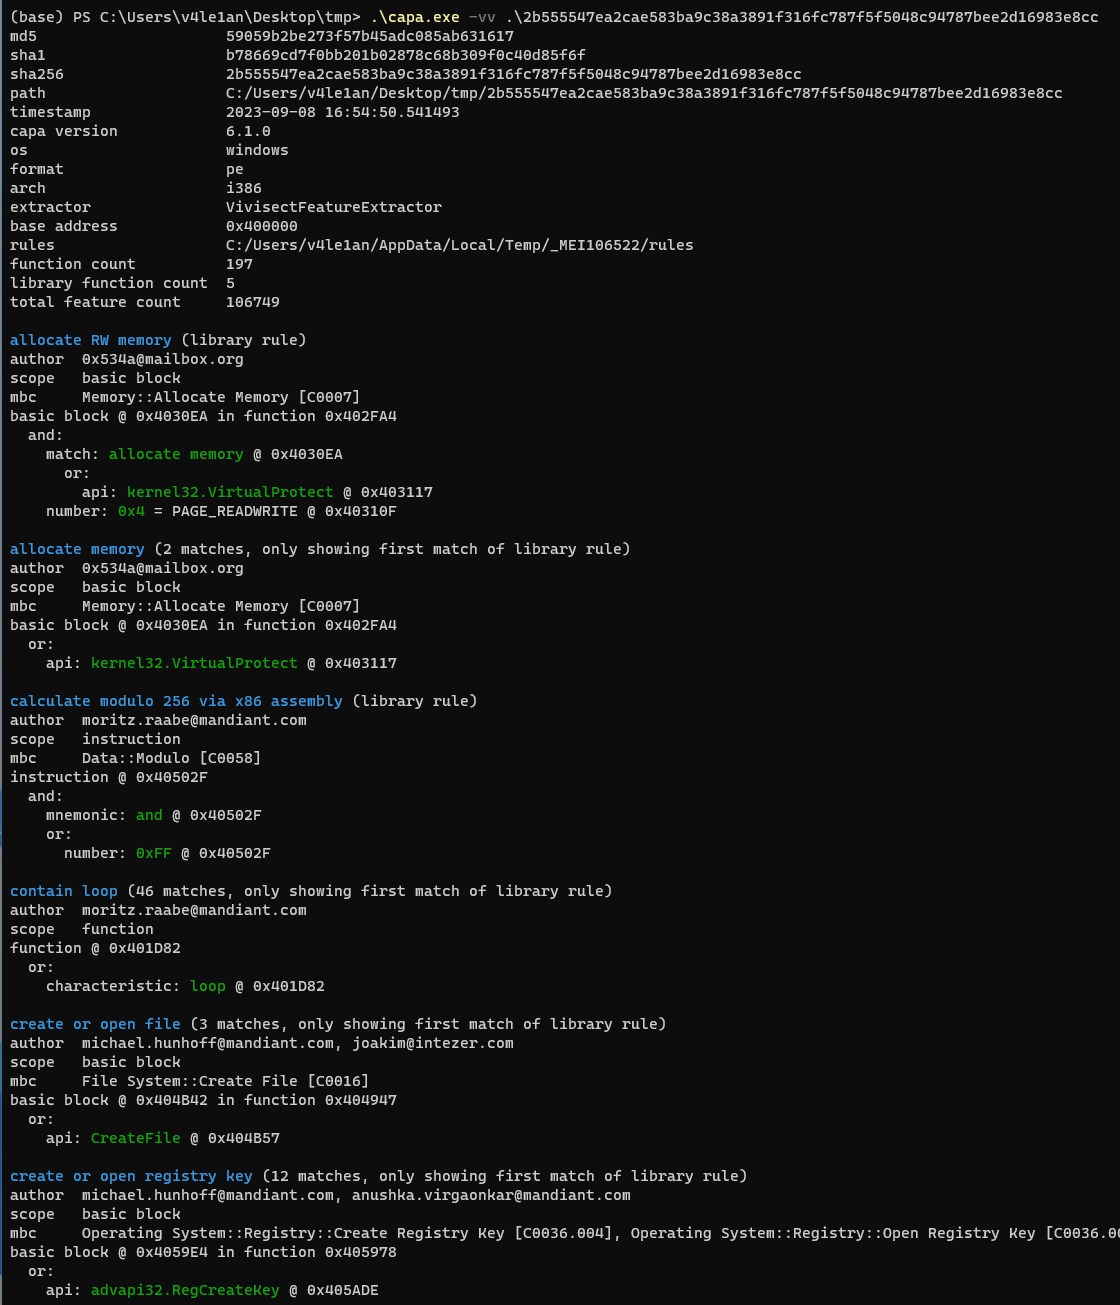 (base) PS C:\Users\v4le1an\Desktop\tmp> .\capa.exe -vv .\2b555547ea2cae583ba9c38a3891f316fc787f5f5048c94787bee2d16983e8cc
md5                     59059b2be273f57b45adc085ab631617
sha1                    b78669cd7f0bb201b02878c68b309f0c40d85f6f
sha256                  2b555547ea2cae583ba9c38a3891f316fc787f5f5048c94787bee2d16983e8cc
path                    C:/Users/v4le1an/Desktop/tmp/2b555547ea2cae583ba9c38a3891f316fc787f5f5048c94787bee2d16983e8cc
timestamp               2023-09-08 16:54:50.541493
capa version            6.1.0
os                      windows
format                  pe
arch                    i386
extractor               VivisectFeatureExtractor
base address            0x400000
rules                   C:/Users/v4le1an/AppData/Local/Temp/_MEI106522/rules
function count          197
library function count  5
total feature count     106749

allocate RW memory (library rule)
author  0x534a@mailbox.org
scope   basic block
mbc     Memory::Allocate Memory [C0007]
basic block @ 0x4030EA in function 0x402FA4
  and:
    match: allocate memory @ 0x4030EA
      or:
        api: kernel32.VirtualProtect @ 0x403117
    number: 0x4 = PAGE_READWRITE @ 0x40310F

allocate memory (2 matches, only showing first match of library rule)
author  0x534a@mailbox.org
scope   basic block
mbc     Memory::Allocate Memory [C0007]
basic block @ 0x4030EA in function 0x402FA4
  or:
    api: kernel32.VirtualProtect @ 0x403117

calculate modulo 256 via x86 assembly (library rule)
author  moritz.raabe@mandiant.com
scope   instruction
mbc     Data::Modulo [C0058]
instruction @ 0x40502F
  and:
    mnemonic: and @ 0x40502F
    or:
      number: 0xFF @ 0x40502F

contain loop (46 matches, only showing first match of library rule)
author  moritz.raabe@mandiant.com
scope   function
function @ 0x401D82
  or:
    characteristic: loop @ 0x401D82

create or open file (3 matches, only showing first match of library rule)
author  michael.hunhoff@mandiant.com, joakim@intezer.com
scope   basic block
mbc     File System::Create File [C0016]
basic block @ 0x404B42 in function 0x404947
  or:
    api: CreateFile @ 0x404B57

create or open registry key (12 matches, only showing first match of library rule)
author  michael.hunhoff@mandiant.com, anushka.virgaonkar@mandiant.com
scope   basic block
mbc     Operating System::Registry::Create Registry Key [C0036.004], Operating System::Registry::Open Registry Key [C0036.00
basic block @ 0x4059E4 in function 0x405978
  or:
    api: advapi32.RegCreateKey @ 0x405ADE